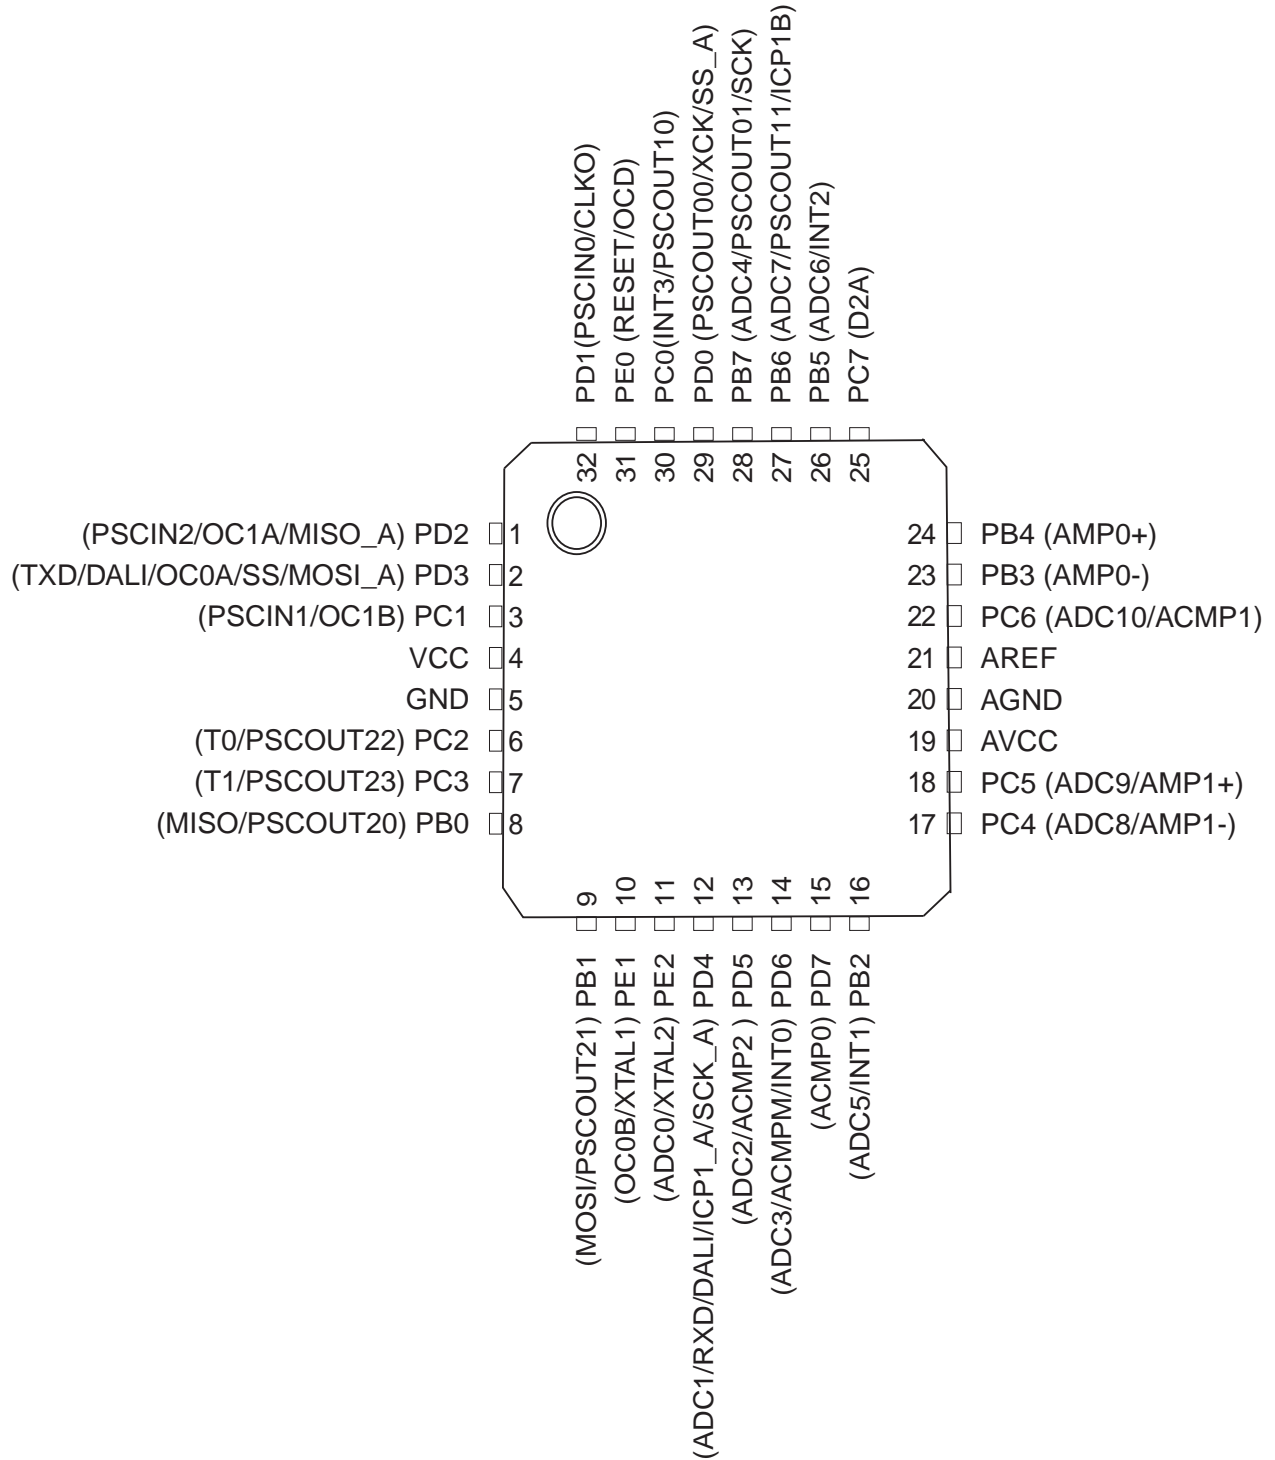 PD1(PSCIN0/CLKO)
PE0 (RESET/OCD)
PC0(INT3/PSCOUT10)
PD0 (PSCOUT00/XCK/SS_A)
PB7 (ADC4/PSCOUT01/SCK)
PB6 (ADC7/PSCOUT11/ICP1B)
PB5 (ADC6/INT2)
PC7 (D2A)
32
31
30
29
28
27
26
25
(PSCIN2/OC1A/MISO_A) PD2
1
(TXD/DALI/OC0A/SS/MOSI_A) PD3
2
(PSCIN1/OC1B) PC1
3
VCC
4
GND
5
(T0/PSCOUT22) PC2
6
(T1/PSCOUT23) PC3
7
(MISO/PSCOUT20) PB0
8
24
PB4 (AMP0+)
23
PB3 (AMP0-)
22
PC6 (ADC10/ACMP1)
21
AREF
20
AGND
19
AVCC
18
PC5 (ADC9/AMP1+)
17
PC4 (ADC8/AMP1-)
9
10
11
12
13
14
15
16
(MOSI/PSCOUT21) PB1
(OC0B/XTAL1) PE1
(ADC0/XTAL2) PE2
(ADC1/RXD/DALI/ICP1_A/SCK_A) PD4
(ADC2/ACMP2 ) PD5
(ADC3/ACMPM/INT0) PD6
(ACMP0) PD7
(ADC5/INT1) PB2